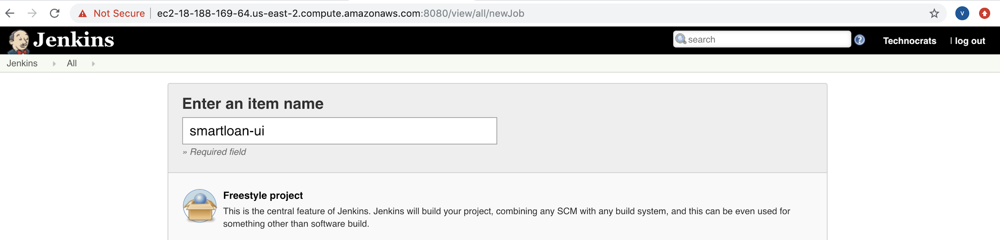 Not Secure ec2-18-188-169-64.us-east-2.compute.amazonaws.com:8080/view/all/newJob V
Jenkins search ? Technocrats | log out
Jenkins All
Enter an item name
smartloan-ui
» Required field
Freestyle project
This is the central feature of Jenkins. Jenkins will build your project, combining any SCM with any build system, and this can be even used for
something other than software build.